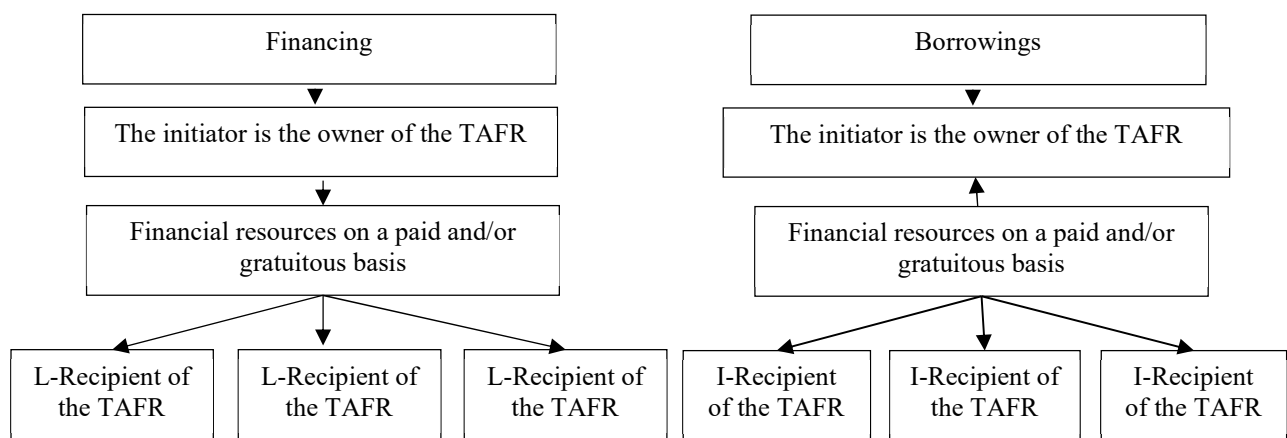 Financing
The initiator is the owner of the TAFR
Financial resources on a paid and/or
gratuitous basis
L-Recipient of
the TAFR
L-Recipient of
the TAFR
L-Recipient of
the TAFR
Borrowings
The initiator is the owner of the TAFR
Financial resources on a paid and/or
gratuitous basis
I-Recipient
of the TAFR
I-Recipient of
the TAFR
I-Recipient
of the TAFR